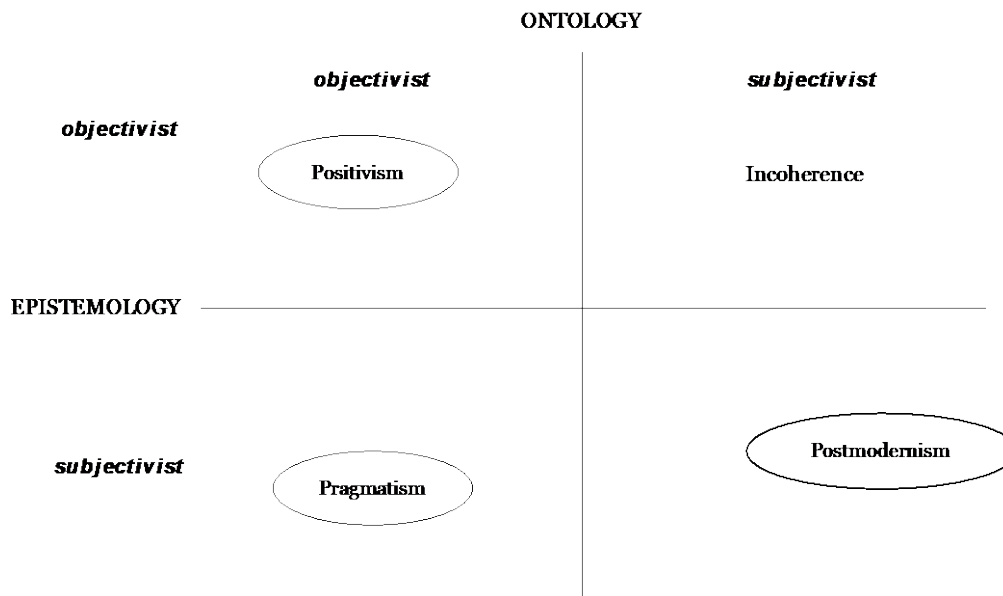 ONTOLOGY
objectivist
subjectivist
objectivist
Positivism
Incoherence
EPISTEMOLOGY
subjectivist
Pragmatism
Postmodernism